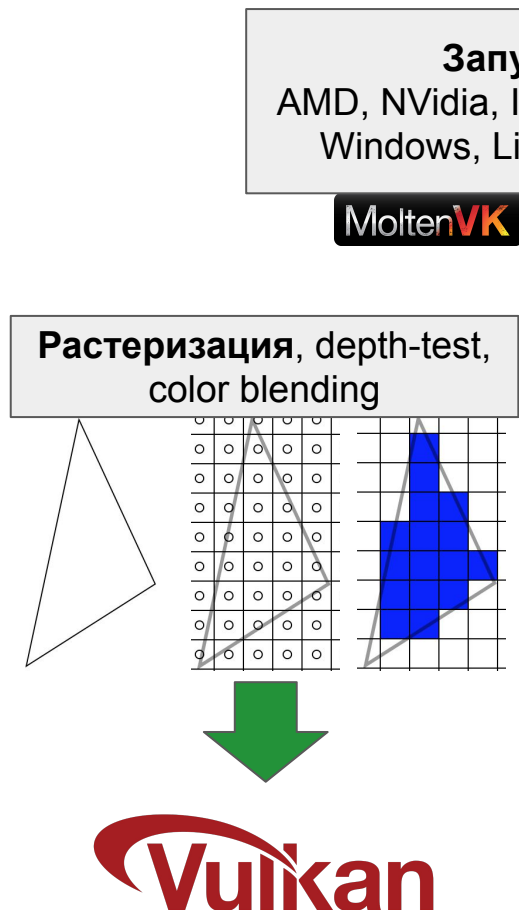 Запу
AMD, NVidia, I
Windows, Li
MoltenVK
Растеризация, depth-test,
color blending
Vulkan